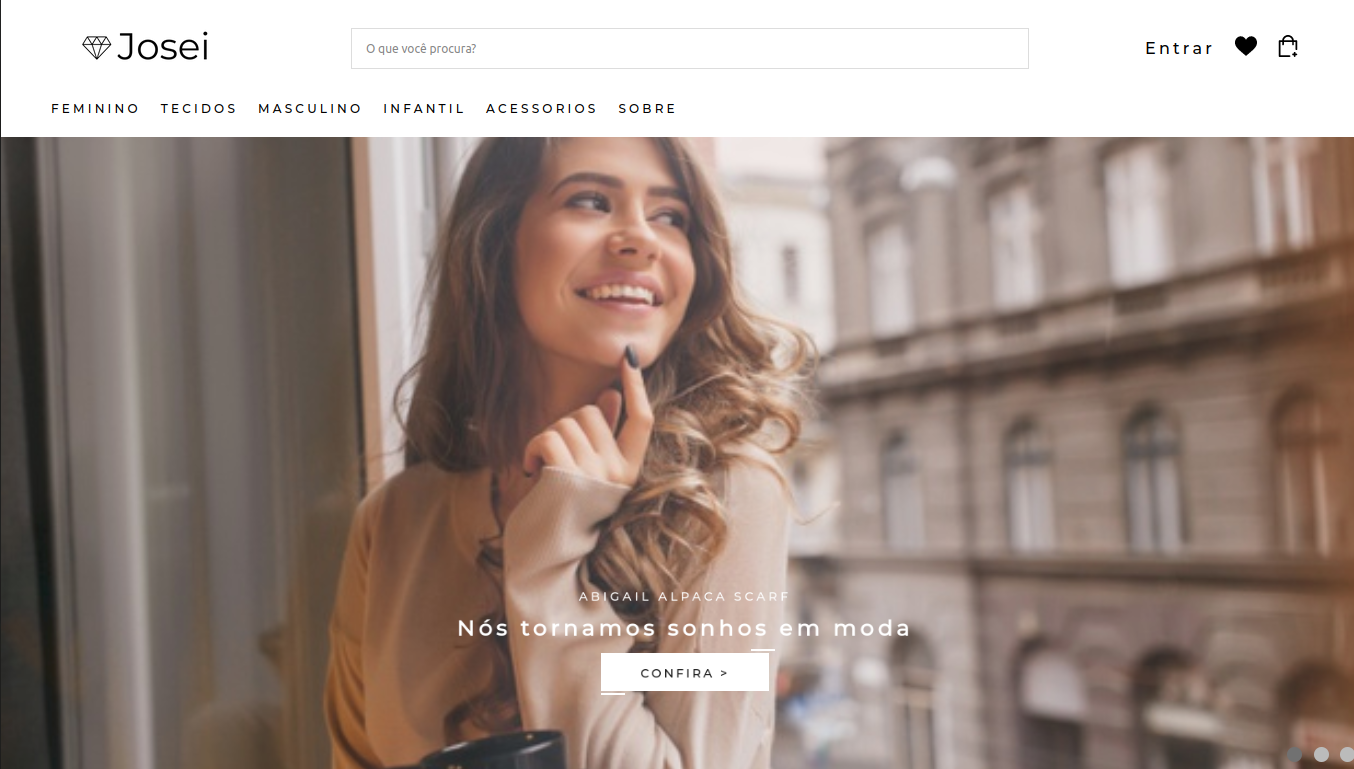 Josei
O que você procura?
Entrar
FEMININO TECIDOS MASCULINO INFANTIL ACESSORIOS SOBRE
ABIGAIL ALPACA SCARF
Nós tornamos sonhos em moda
CONFIRA >